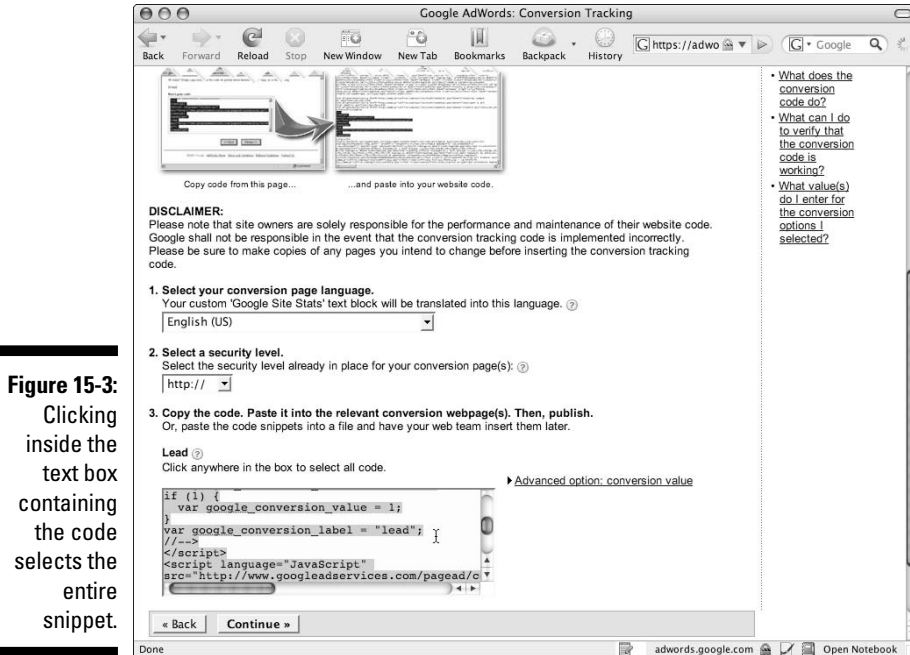 Google AdWords: Conversion Tracking
Back Forward Reload Stop New Window New Tab Bookmarks Backpack History
https://adwo
Google
Copy code from this page...
...and paste into your website code.
DISCLAIMER:
Please note that site owners are solely responsible for the performance and maintenance of their website code.
Google shall not be responsible in the event that the conversion tracking code is implemented incorrectly.
Please be sure to make copies of any pages you intend to change before inserting the conversion tracking
code.
1. Select your conversion page language.
Your custom 'Google Site Stats' text block will be translated into this language. ?
English (US)
2. Select a security level.
Select the security level already in place for your conversion page(s): ?
http://
3. Copy the code. Paste it into the relevant conversion webpage(s). Then, publish.
Or, paste the code snippets into a file and have your web team insert them later.
Lead ?
Click anywhere in the box to select all code.
Advanced option: conversion value
if (1) {
var google_conversion_value = 1;
}
var google_conversion_label = "lead";
//-->
</script>
<script language="JavaScript"
src="http://www.googleadservices.com/pagead/c
« Back
Continue »
Done
adwords.google.com
Open Notebook
• What does the
conversion
code do?
• What can I do
to verify that
the conversion
code is
working?
• What value(s)
do I enter for
the conversion
options I
selected?
Figure 15-3:
Clicking
inside the
text box
containing
the code
selects the
entire
snippet.